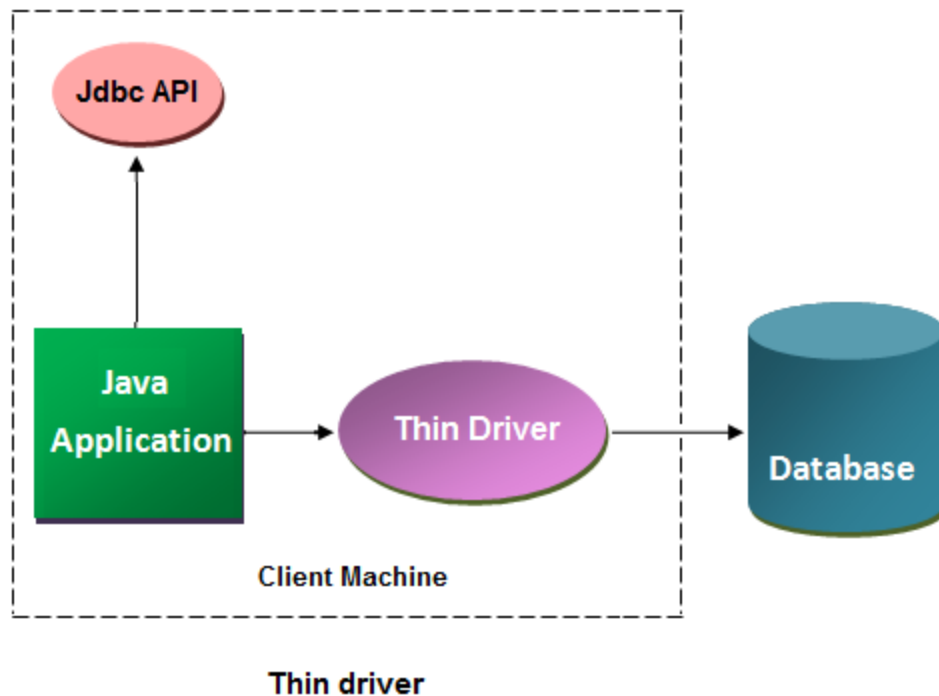 Jdbc API
Java
Application
Thin Driver
Database
Client Machine
Thin driver